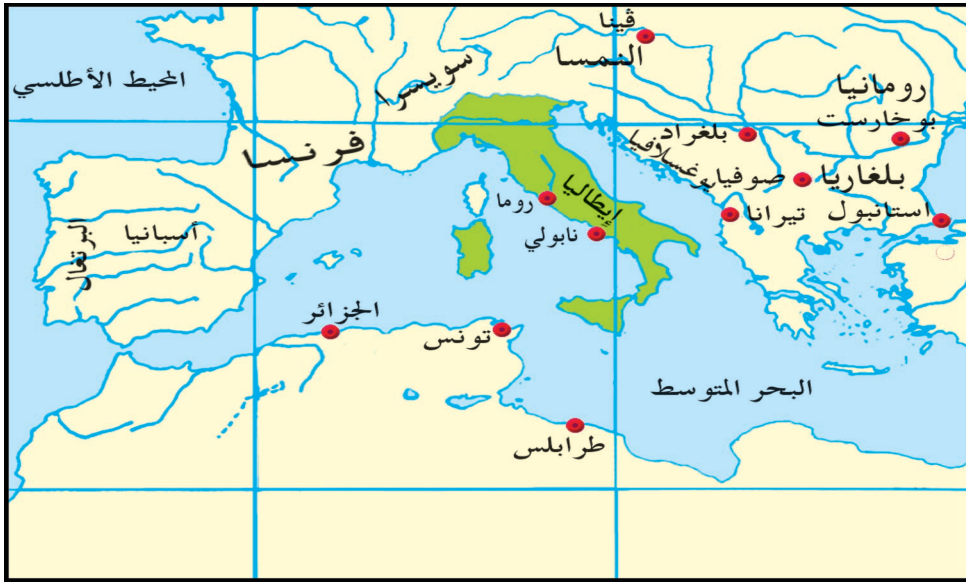 ڤينا
النمسا
سويسرا
المحيط الأطلسي
رومانيا
بوخارست
بلغراد
فرنسا
يوغسلافيا
صوفيا
بلغاريا
إيطاليا
روما
تيرانا
استانبول
نابولي
أسبانيا
البرتغال
الجزائر
تونس
البحر المتوسط
طرابلس